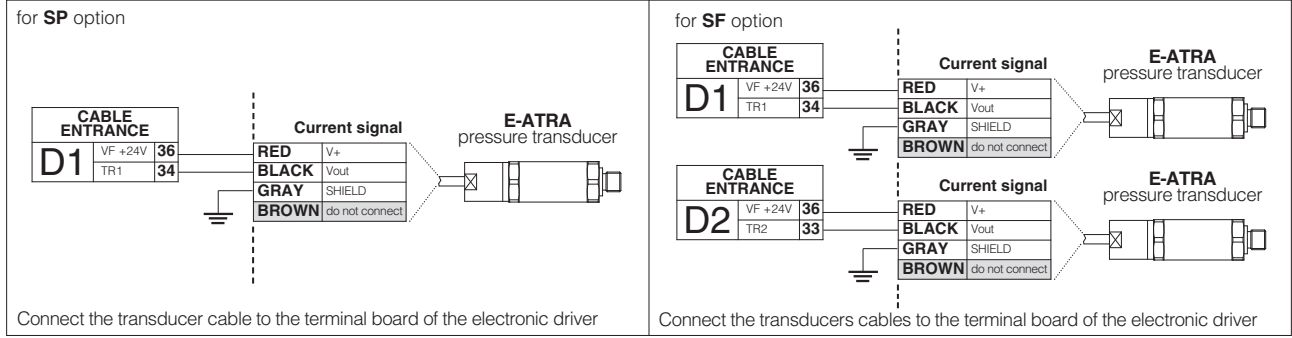 for SP option
CABLE
ENTRANCE
D1
VF +24V 36
TR1 34
Current signal
RED V+
BLACK Vout
GRAY SHIELD
BROWN do not connect
E-ATRA
pressure transducer
Connect the transducer cable to the terminal board of the electronic driver
for SF option
CABLE
ENTRANCE
D1
VF +24V 36
TR1 34
Current signal
RED V+
BLACK Vout
GRAY SHIELD
BROWN do not connect
E-ATRA
pressure transducer
CABLE
ENTRANCE
D2
VF +24V 36
TR2 33
Current signal
RED V+
BLACK Vout
GRAY SHIELD
BROWN do not connect
E-ATRA
pressure transducer
Connect the transducers cables to the terminal board of the electronic driver